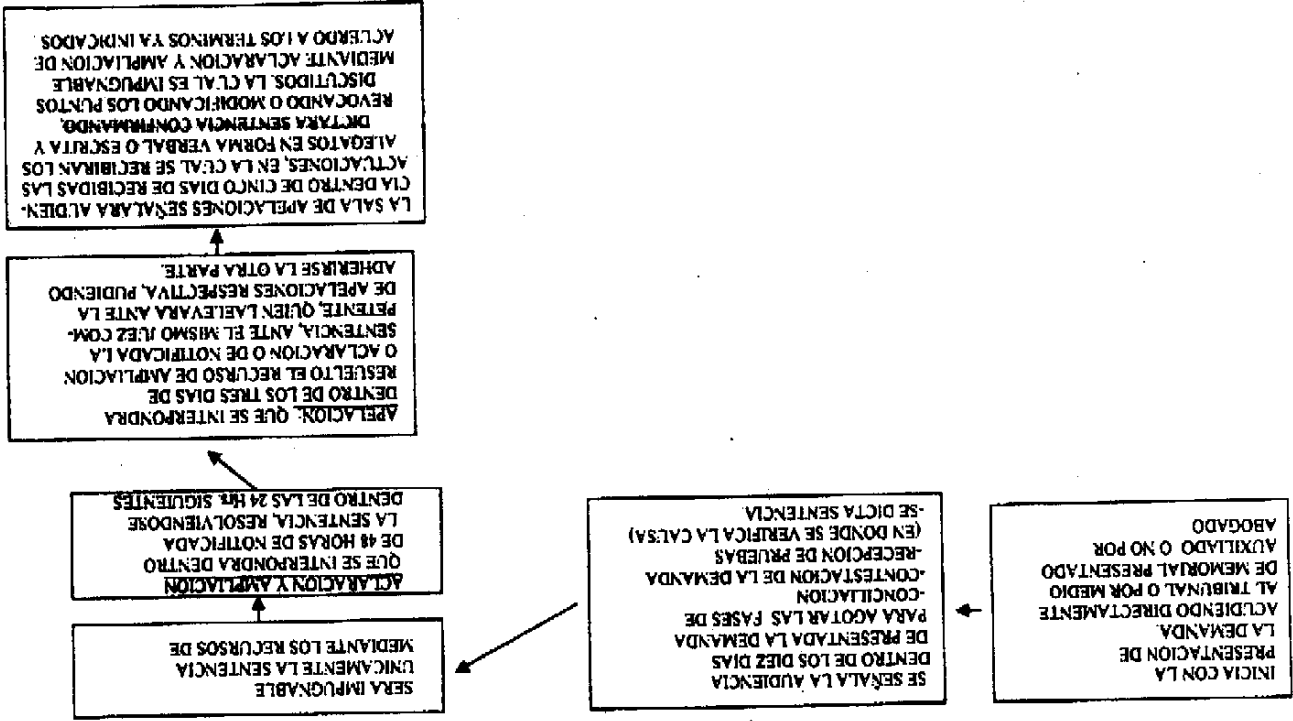 INICIA CON LA
PRESENTACION DE
LA DEMANDA.
ACUDIENDO DIRECTAMENTE
AL TRIBUNAL O POR MEDIO
DE MEMORIAL PRESENTADO
AUXILIADO O NO POR
ABOGADO
SE SEÑALA LA AUDIENCIA
DENTRO DE LOS DIEZ DIAS
DE PRESENTADA LA DEMANDA
PARA AGOTAR LAS FASES DE
-CONCILIACION
-CONTESTACION DE LA DEMANDA
-RECEPCION DE PRUEBAS
(EN DONDE SE VERIFICA LA CAUSA)
-SE DICTA SENTENCIA
SERA IMPUGNABLE
UNICAMENTE LA SENTENCIA
MEDIANTE LOS RECURSOS DE
ACLARACION Y AMPLIACION
QUE SE INTERPONDRA DENTRO
DE 48 HORAS DE NOTIFICADA
LA SENTENCIA, RESOLVIENDOSE
DENTRO DE LAS 24 Hrs. SIGUIENTES
APELACION: QUE SE INTERPONDRA
DENTRO DE LOS TRES DIAS DE
RESUELTO EL RECURSO DE AMPLIACION
O ACLARACION O DE NOTIFICADA LA
SENTENCIA, ANTE EL MISMO JUEZ COM-
PETENTE, QUIEN LAELEVARA ANTE LA
DE APELACIONES RESPECTIVA, PUDIENDO
ADHERIRSE LA OTRA PARTE.
LA SALA DE APELACIONES SEÑALARA AUDIEN-
CIA DENTRO DE CINCO DIAS DE RECIBIDAS LAS
ACTUACIONES, EN LA CUAL SE RECIBIRAN LOS
ALEGATOS EN FORMA VERBAL O ESCRITA Y
DICTARA SENTENCIA CONFIRMANDO,
REVOCANDO O MODIFICANDO LOS PUNTOS
DISCUTIDOS. LA CUAL ES IMPUGNABLE
MEDIANTE ACLARACION Y AMPLIACION DE
ACUERDO A LOS TERMINOS YA INDICADOS.